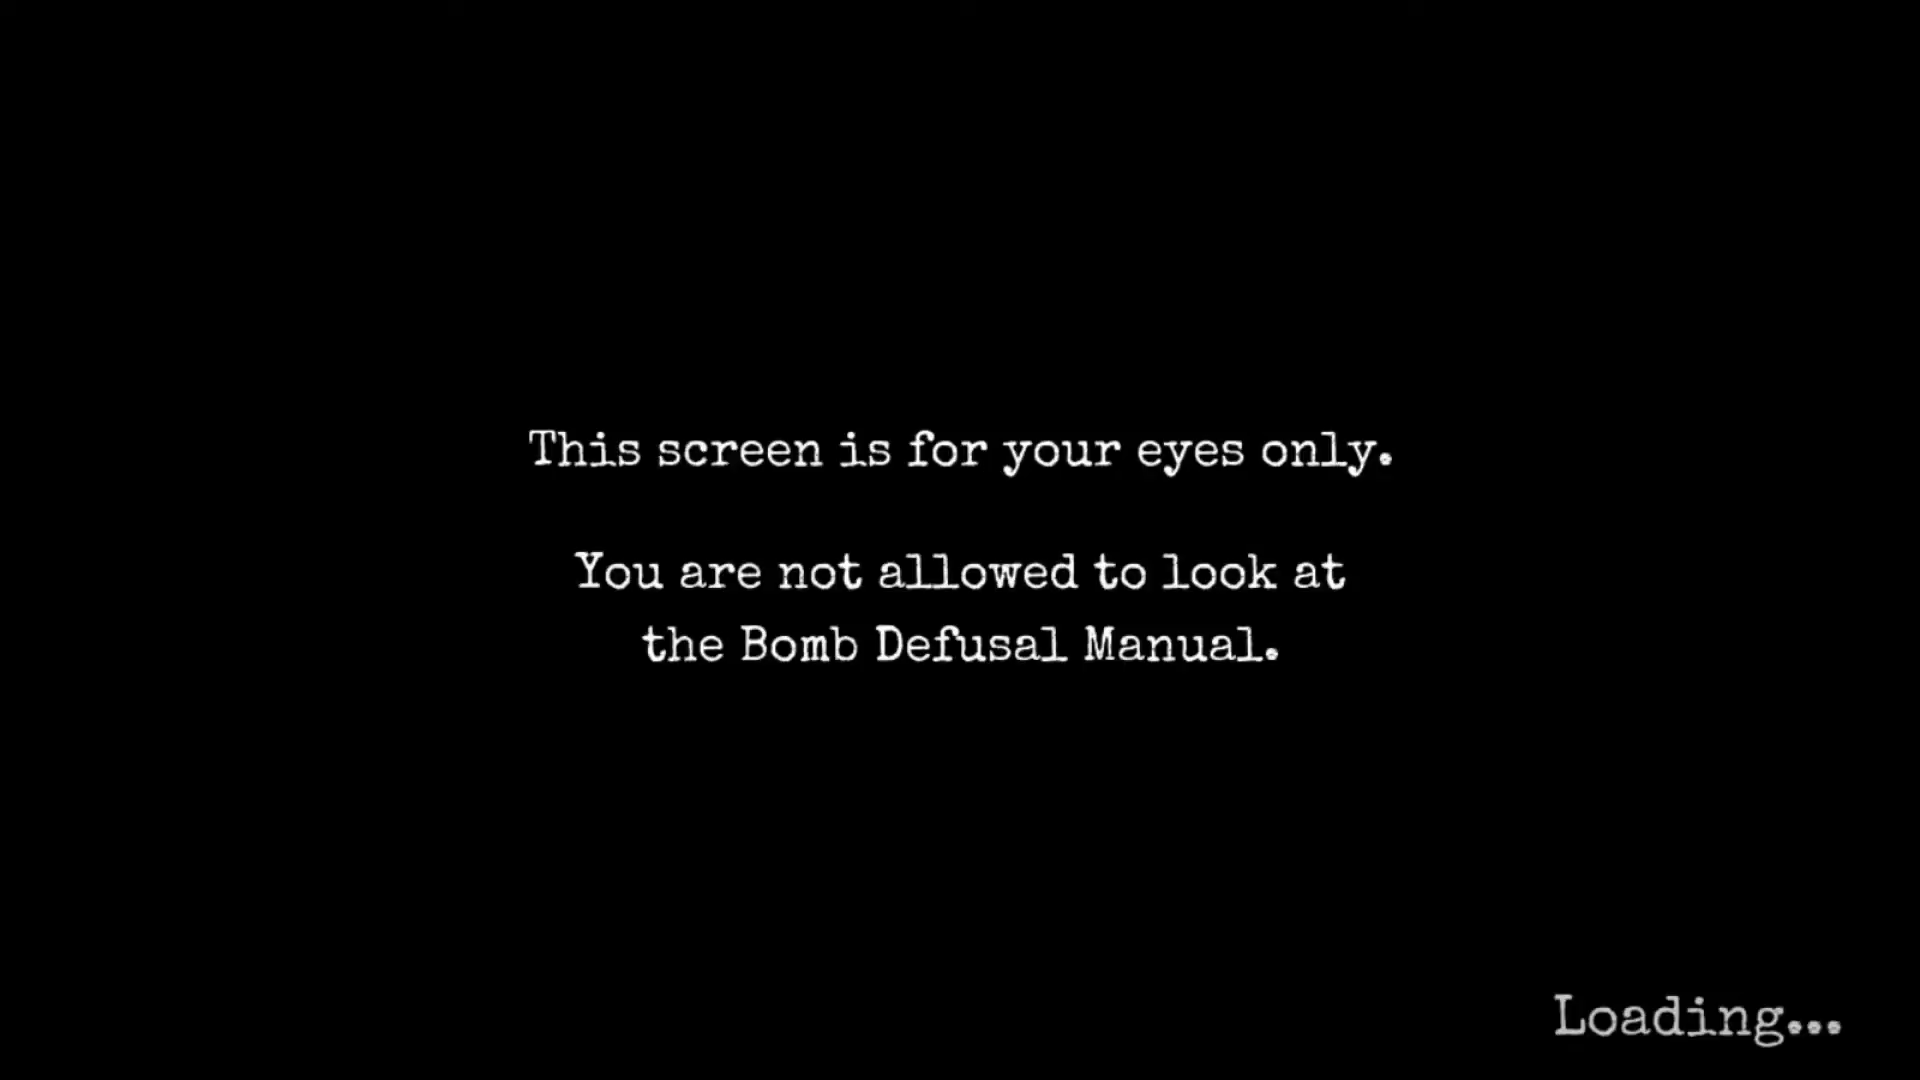 This screen is for your eyes only.
You are not allowed to look at
the Bomb Defusal Manual.
Loading...